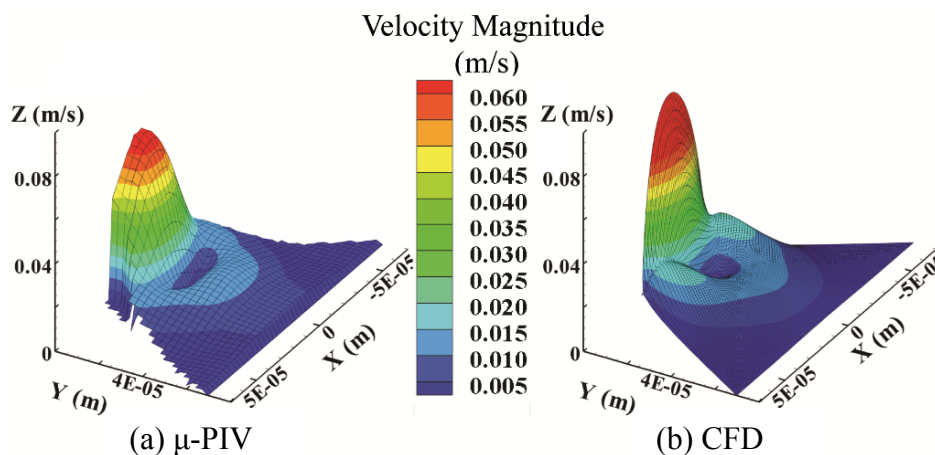 Velocity Magnitude
(m/s)
Z (m/s)
0.08
0.04
0
Y (m)
4E-05
5E-05
0
X (m)
-5E-05
0.060
0.055
0.050
0.045
0.040
0.035
0.030
0.025
0.020
0.015
0.010
0.005
Z (m/s)
0.08
0.04
0
Y (m)
4E-05
5E-05
0
X (m)
-5E-05
(a) μ-PIV
(b) CFD